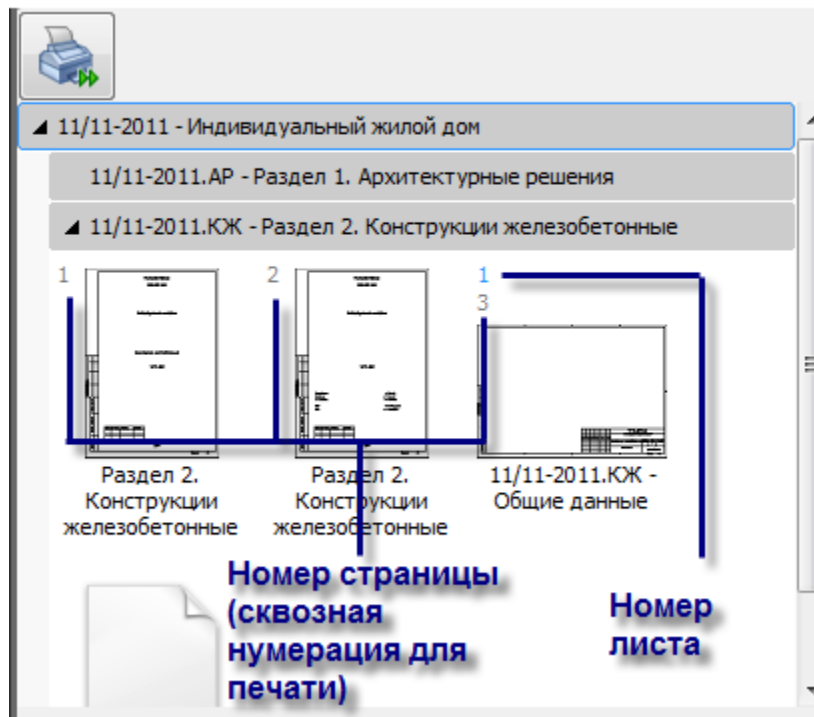 11/11-2011 - Индивидуальный жилой дом
11/11-2011.АР - Раздел 1. Архитектурные решения
11/11-2011.КЖ - Раздел 2. Конструкции железобетонные
1
2
1
3
Раздел 2.
Конструкции
железобетонные
Раздел 2.
Конструкции
железобетонные
11/11-2011.КЖ -
Общие данные
Номер страницы
(сквозная
нумерация для
печати)
Номер
листа